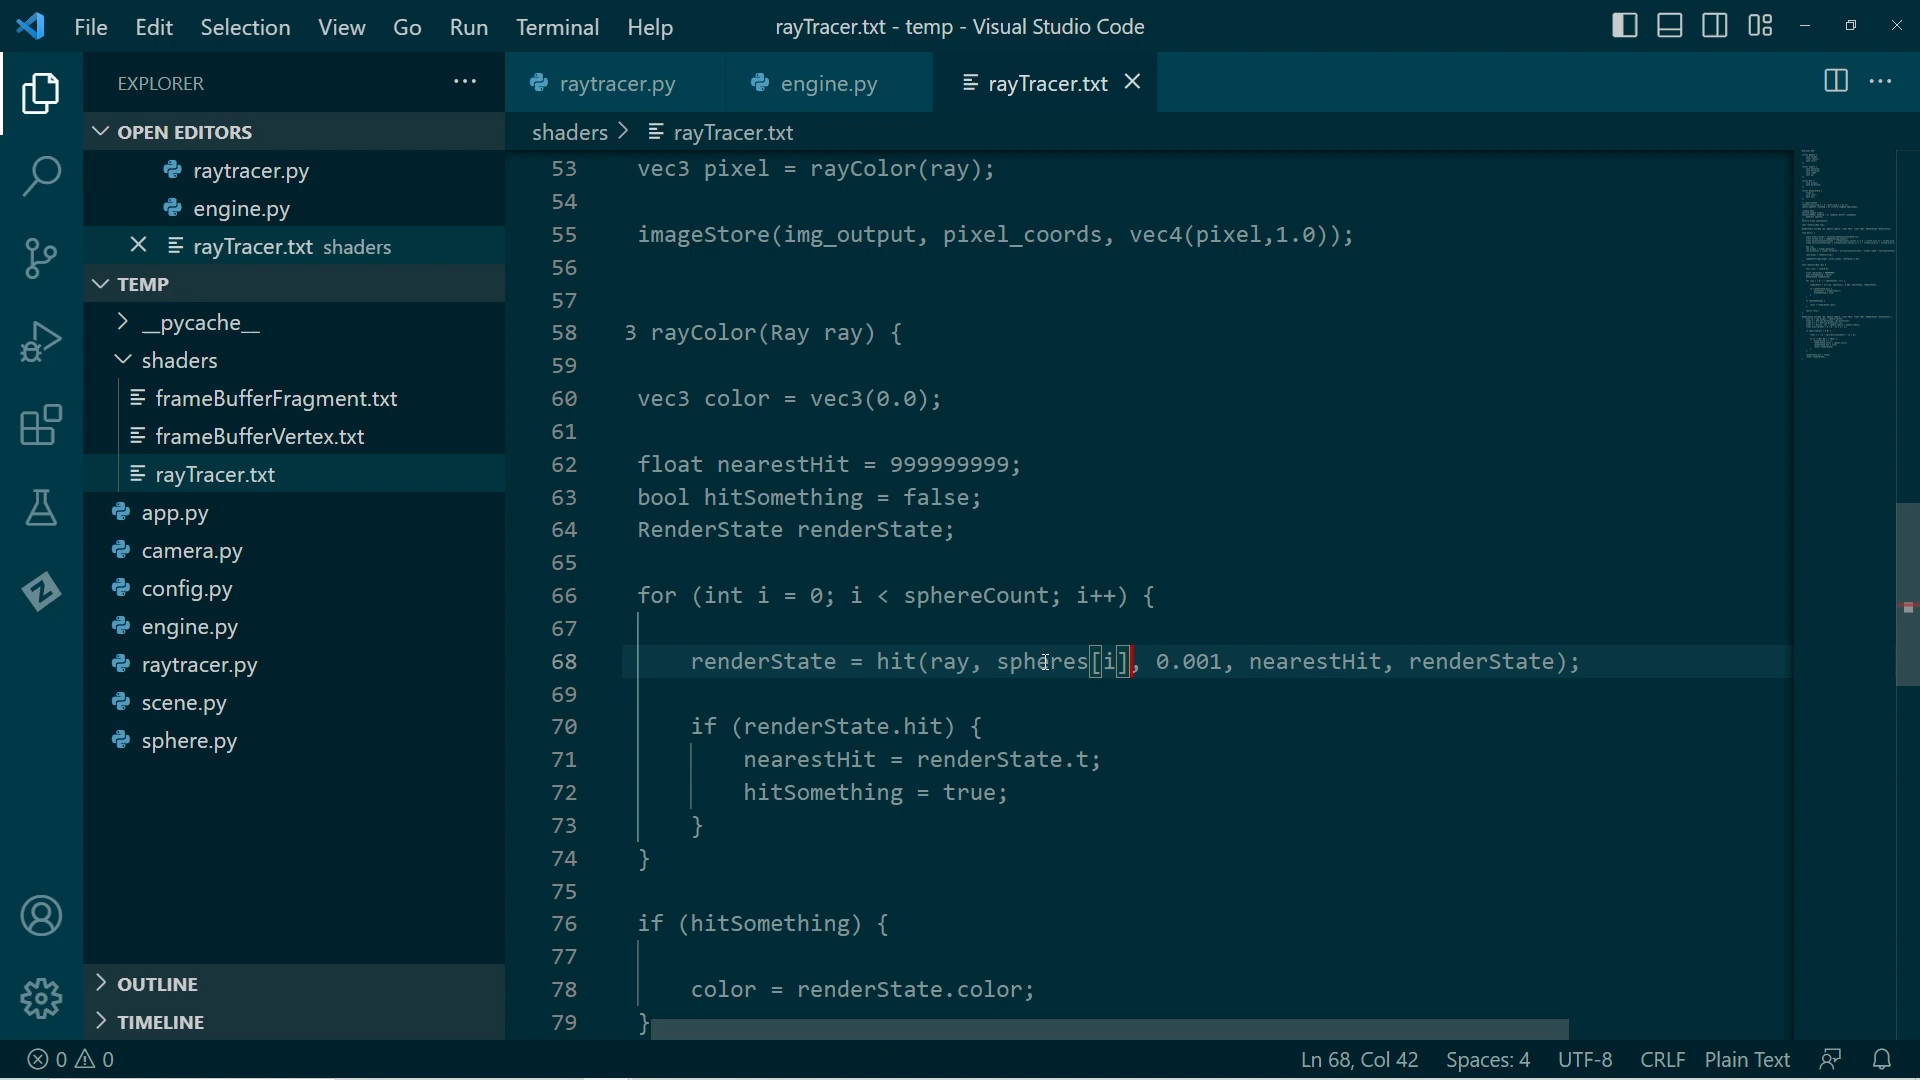 File Edit Selection View Go Run Terminal Help
rayTracer.txt - temp - Visual Studio Code
EXPLORER
OPEN EDITORS
raytracer.py
engine.py
rayTracer.txt shaders
TEMP
__pycache__
shaders
frameBufferFragment.txt
frameBufferVertex.txt
rayTracer.txt
app.py
camera.py
config.py
engine.py
raytracer.py
scene.py
sphere.py
OUTLINE
TIMELINE
raytracer.py engine.py rayTracer.txt
shaders > rayTracer.txt
53 vec3 pixel = rayColor(ray);
54
55 imageStore(img_output, pixel_coords, vec4(pixel,1.0));
56
57
58 3 rayColor(Ray ray) {
59
60 vec3 color = vec3(0.0);
61
62 float nearestHit = 999999999;
63 bool hitSomething = false;
64 RenderState renderState;
65
66 for (int i = 0; i < sphereCount; i++) {
67
68 renderState = hit(ray, spheres[i], 0.001, nearestHit, renderState);
69
70 if (renderState.hit) {
71 nearestHit = renderState.t;
72 hitSomething = true;
73 }
74 }
75
76 if (hitSomething) {
77
78 color = renderState.color;
79 }
0 0
Ln 68, Col 42 Spaces: 4 UTF-8 CRLF Plain Text